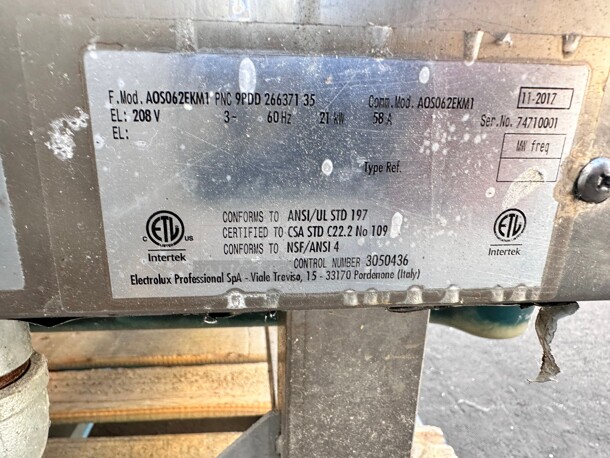 F.Mod. AOS062EKM1 PNC 9PDD 266371 35 Comm.Mod. AOS062EKM1 11-2017
EL: 208 V 3~ 60 Hz 21 kW 58 A Ser.No. 74710001
EL:
MW freq
Type Ref.
CONFORMS TO ANSI/UL STD 197
CERTIFIED TO CSA STD C22.2 No 109
CONFORMS TO NSF/ANSI 4
CONTROL NUMBER 3050436
C ETL US
Intertek
ETL
Intertek
Electrolux Professional SpA - Viale Treviso, 15 - 33170 Pordenone (Italy)